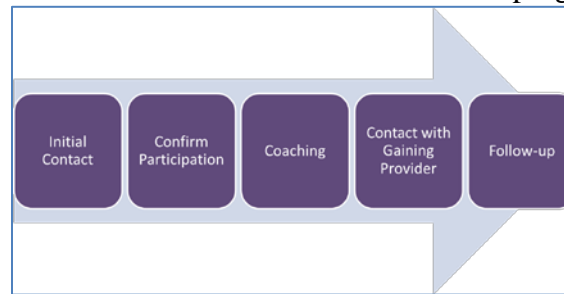 Initial
Contact
Confirm
Participation
Coaching
Contact with
Gaining
Provider
Follow-up